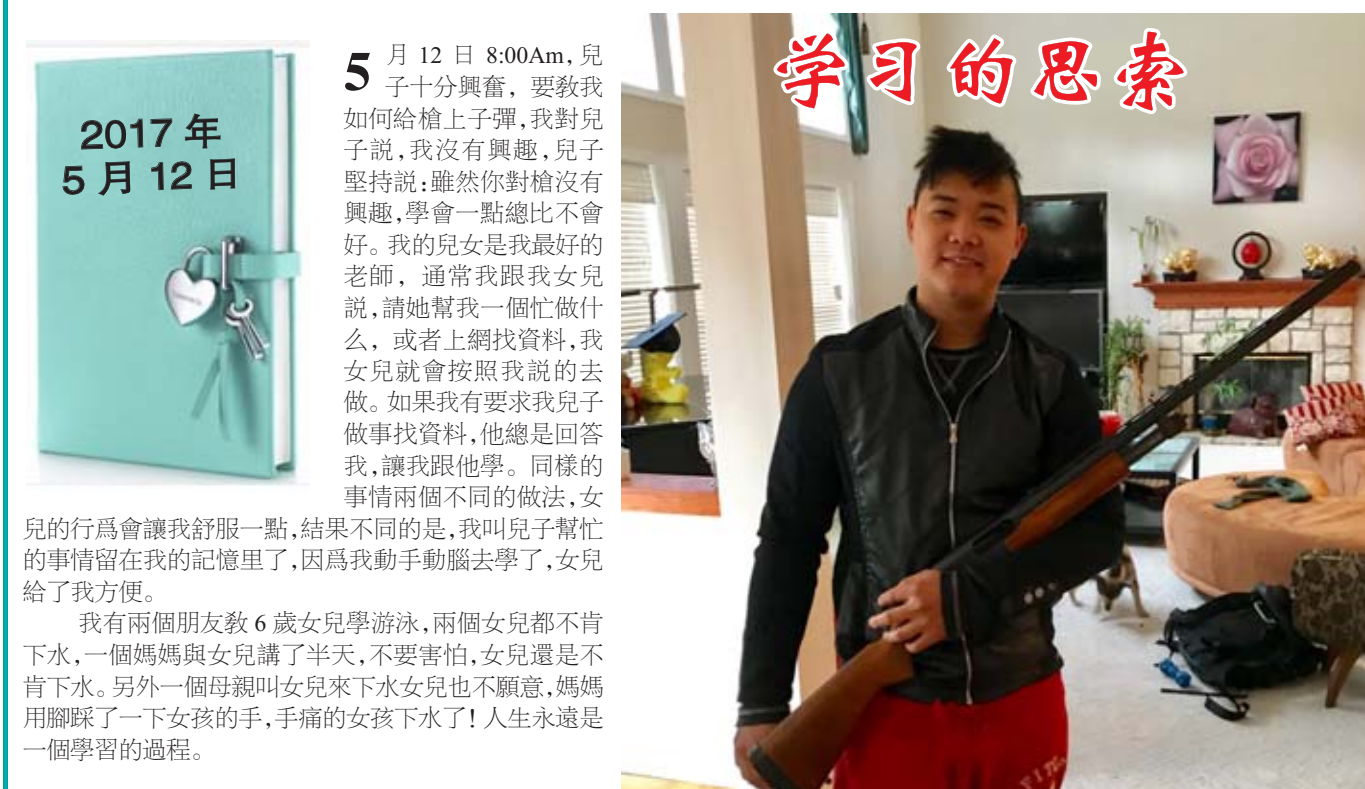 2017 年
5 月 12 日
5 月 12 日 8:00Am,兒
子十分興奮，要教我
如何給槍上子彈,我對兒
子説,我沒有興趣,兒子
堅持説:雖然你對槍沒有
興趣,學會一點總比不會
好。我的兒女是我最好的
老師，通常我跟我女兒
説,請她幫我一個忙做什
么，或者上網找資料,我
女兒就會按照我説的去
做。如果我有要求我兒子
做事找資料,他總是回答
我,讓我跟他學。同樣的
事情兩個不同的做法,女
兒的行爲會讓我舒服一點,結果不同的是,我叫兒子幫忙
的事情留在我的記憶里了,因爲我動手動腦去學了,女兒
給了我方便。
我有兩個朋友教 6 歲女兒學游泳,兩個女兒都不肯
下水,一個媽媽與女兒講了半天,不要害怕,女兒還是不
肯下水。另外一個母親叫女兒來下水女兒也不願意,媽媽
用腳踩了一下女孩的手,手痛的女孩下水了! 人生永遠是
一個學習的過程。
学习的思索